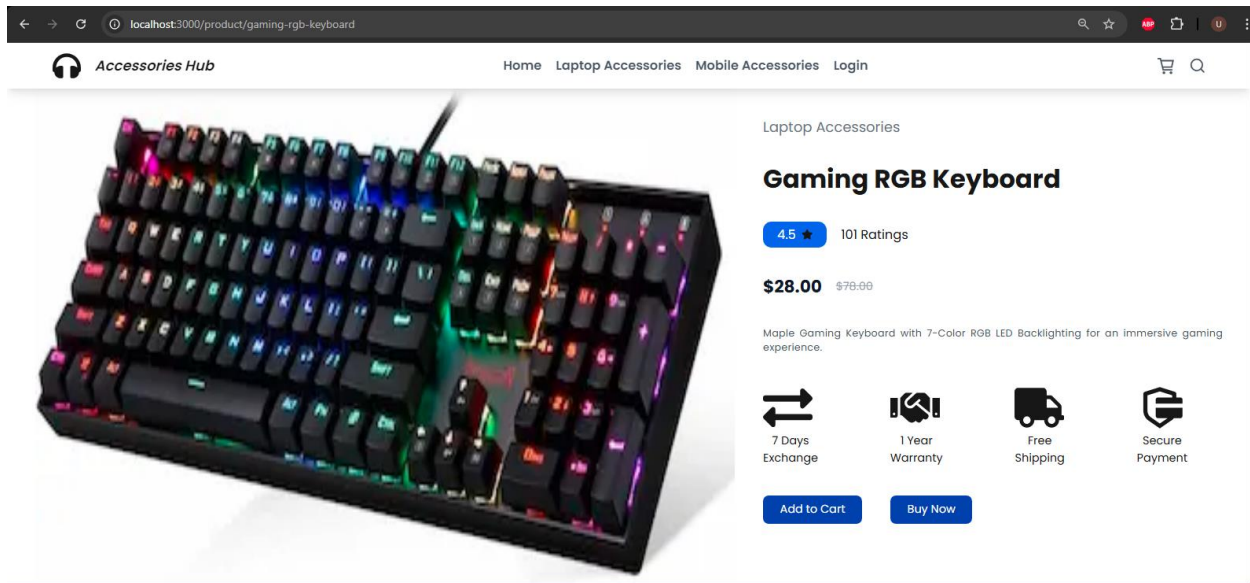 localhost:3000/product/gaming-rgb-keyboard
ABP
U
Accessories Hub
Home Laptop Accessories Mobile Accessories Login
Laptop Accessories
Gaming RGB Keyboard
4.5 ★ 101 Ratings
$28.00 $78.00
Maple Gaming Keyboard with 7-Color RGB LED Backlighting for an immersive gaming
experience.
7 Days
Exchange
1 Year
Warranty
Free
Shipping
Secure
Payment
Add to Cart
Buy Now